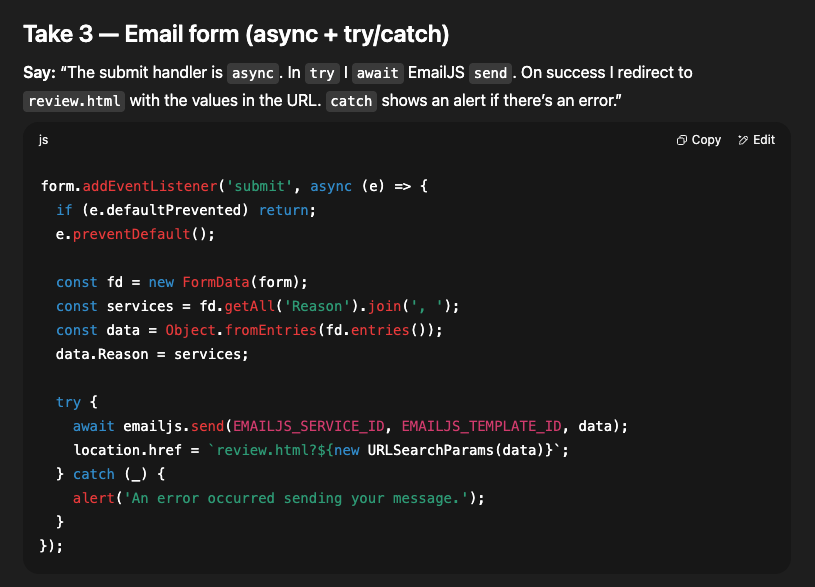 Take 3 — Email form (async + try/catch)
Say: “The submit handler is async. In try I await EmailJS send. On success I redirect to
review.html with the values in the URL. catch shows an alert if there’s an error.”
js Copy Edit
form.addEventListener('submit', async (e) => {
  if (e.defaultPrevented) return;
  e.preventDefault();

  const fd = new FormData(form);
  const services = fd.getAll('Reason').join(', ');
  const data = Object.fromEntries(fd.entries());
  data.Reason = services;

  try {
    await emailjs.send(EMAILJS_SERVICE_ID, EMAILJS_TEMPLATE_ID, data);
    location.href = `review.html?${new URLSearchParams(data)}`;
  } catch (_) {
    alert('An error occurred sending your message.');
  }
});